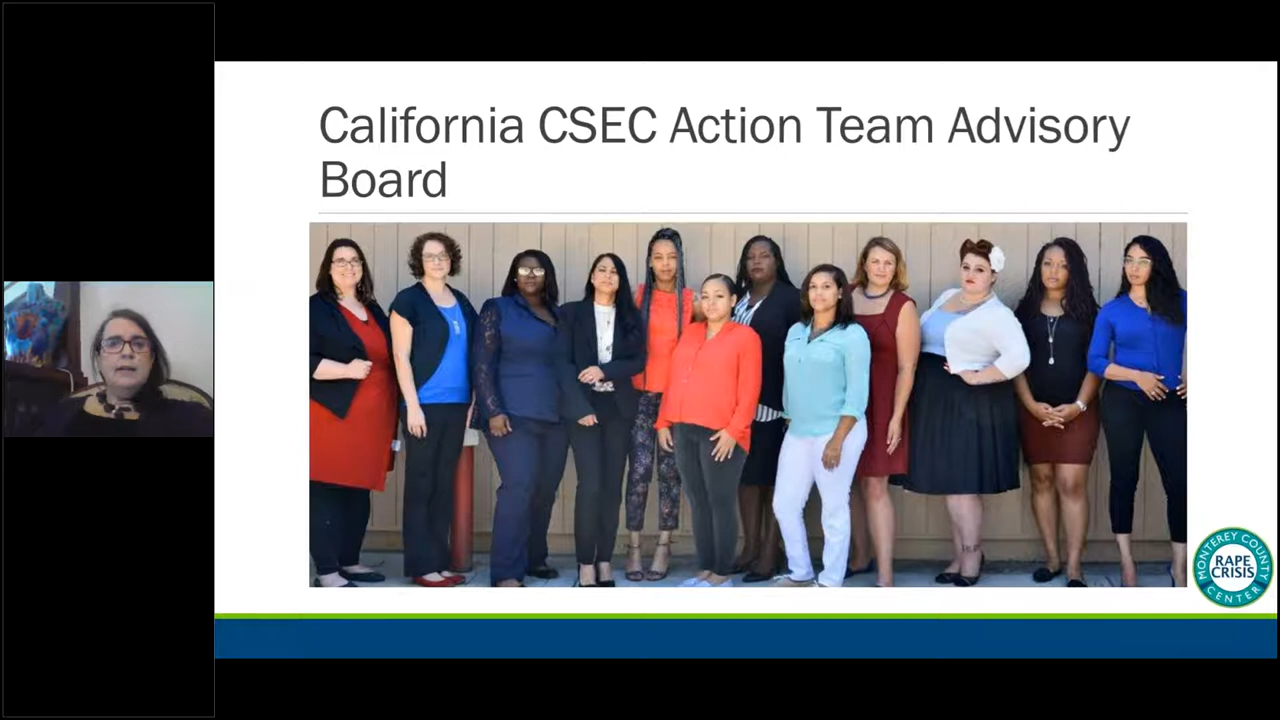 California CSEC Action Team Advisory
Board
MONTEREY COUNTY
RAPE
CRISIS
CENTER